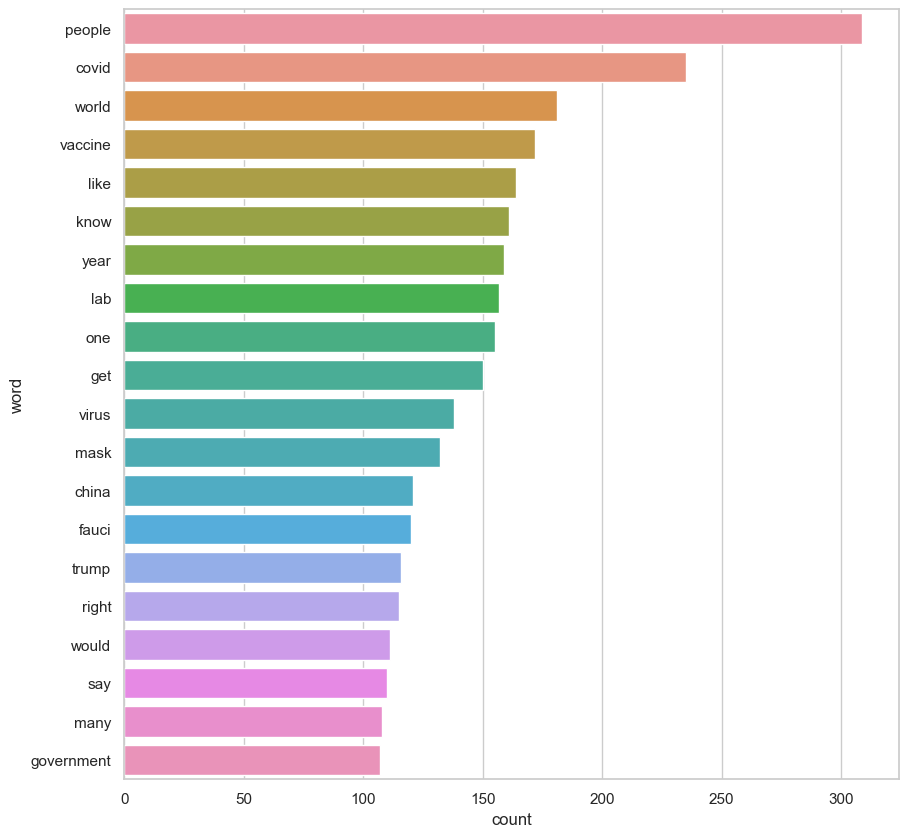 people
covid
world
vaccine
like
know
year
lab
one
get
virus
mask
china
fauci
trump
right
would
say
many
government
word
0 50 100 150 200 250 300
count